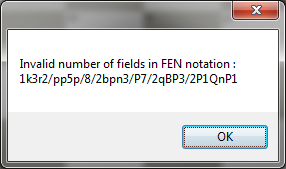 Invalid number of fields in FEN notation :
1k3r2/pp5p/8/2bpn3/P7/2qBP3/2P1QnP1
OK